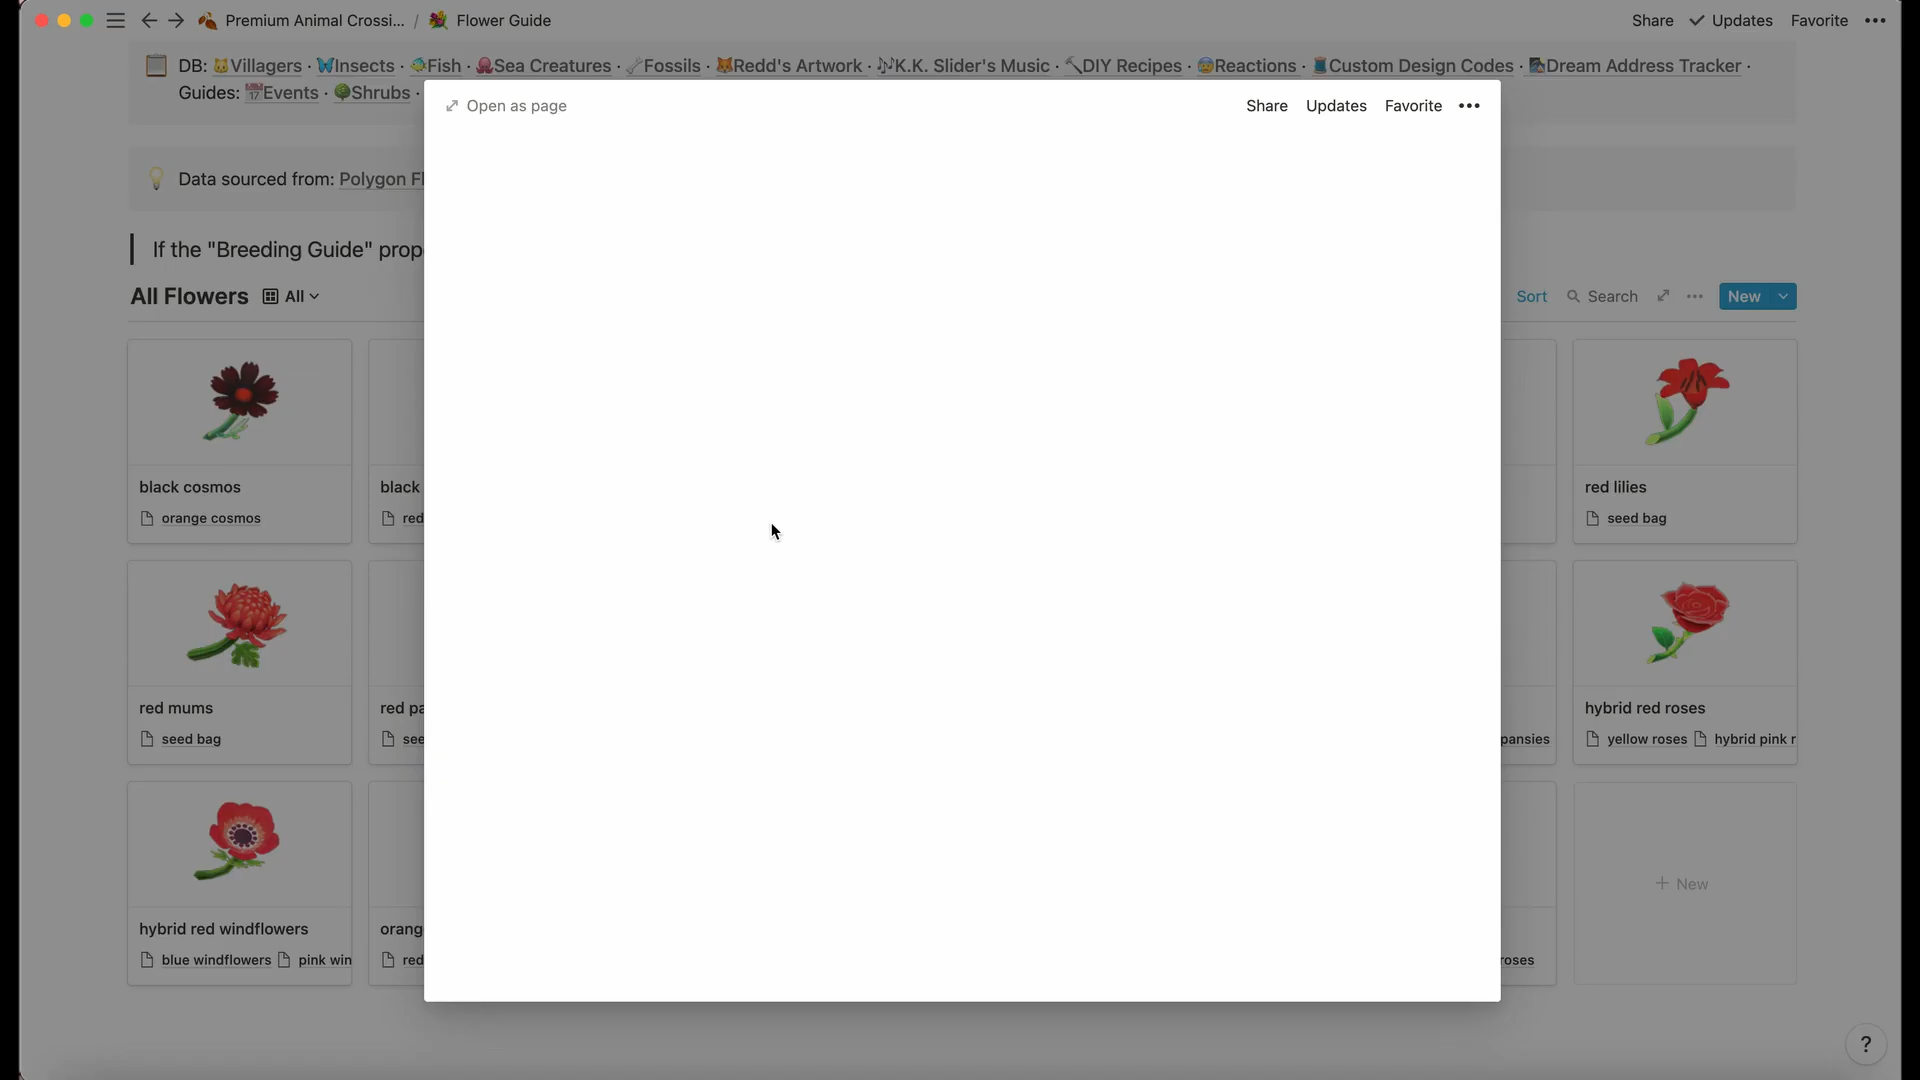 Premium Animal Crossi... / Flower Guide
Share Updates Favorite
DB: Villagers · Insects · Fish · Sea Creatures · Fossils · Redd's Artwork · K.K. Slider's Music · DIY Recipes · Reactions · Custom Design Codes · Dream Address Tracker ·
Guides: Events · Shrubs ·
Open as page
Share Updates Favorite
Data sourced from: Polygon Fl
If the "Breeding Guide" prop
All Flowers All
Sort Search New
black cosmos
orange cosmos
black
red
red lilies
seed bag
red mums
seed bag
red pa
see
pansies
hybrid red roses
yellow roses hybrid pink r
hybrid red windflowers
blue windflowers pink win
orang
red
roses
+ New
?